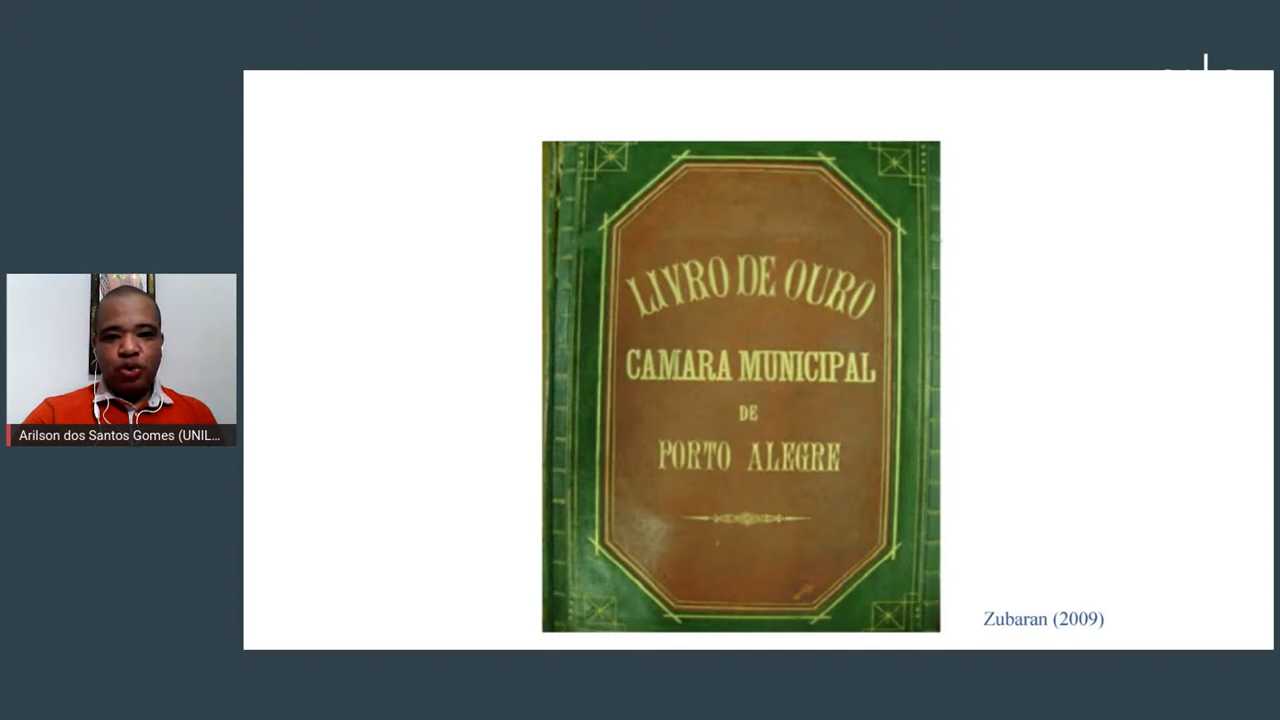 LIVRO DE OURO
CAMARA MUNICIPAL
DE
PORTO ALEGRE
Zubaran (2009)
Arilson dos Santos Gomes (UNIL...